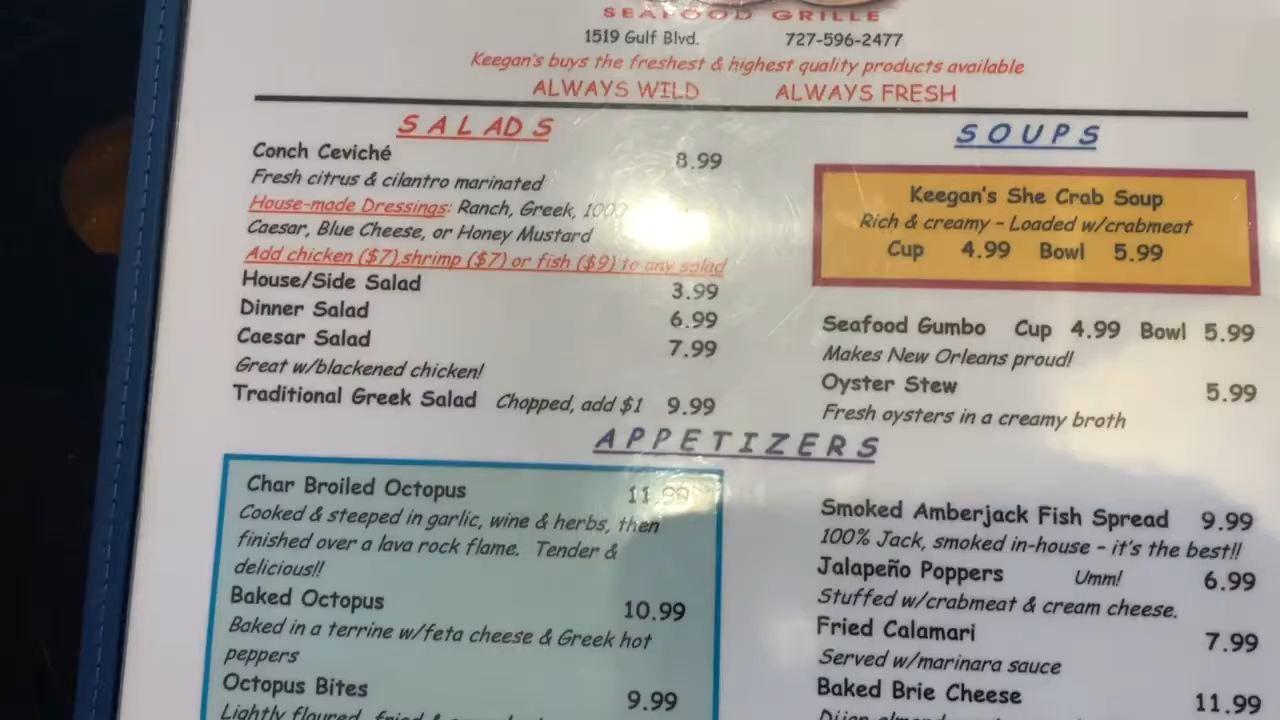 SEAFOOD GRILLE
1519 Gulf Blvd. 727-596-2477
Keegan's buys the freshest & highest quality products available
ALWAYS WILD ALWAYS FRESH
SALADS
Conch Ceviché 8.99
Fresh citrus & cilantro marinated
House-made Dressings: Ranch, Greek, 1000
Caesar, Blue Cheese, or Honey Mustard
Add chicken ($7),shrimp ($7) or fish ($9) to any salad
House/Side Salad 3.99
Dinner Salad 6.99
Caesar Salad 7.99
Great w/blackened chicken!
Traditional Greek Salad Chopped, add $1 9.99
SOUPS
Keegan's She Crab Soup
Rich & creamy - Loaded w/crabmeat
Cup 4.99 Bowl 5.99
Seafood Gumbo Cup 4.99 Bowl 5.99
Makes New Orleans proud!
Oyster Stew 5.99
Fresh oysters in a creamy broth
APPETIZERS
Char Broiled Octopus 11.99
Cooked & steeped in garlic, wine & herbs, then
finished over a lava rock flame. Tender &
delicious!!
Baked Octopus 10.99
Baked in a terrine w/feta cheese & Greek hot
peppers
Octopus Bites 9.99
Lightly floured, fried &
Smoked Amberjack Fish Spread 9.99
100% Jack, smoked in-house - it's the best!!
Jalapeño Poppers Umm! 6.99
Stuffed w/crabmeat & cream cheese.
Fried Calamari 7.99
Served w/marinara sauce
Baked Brie Cheese 11.99
Dijon